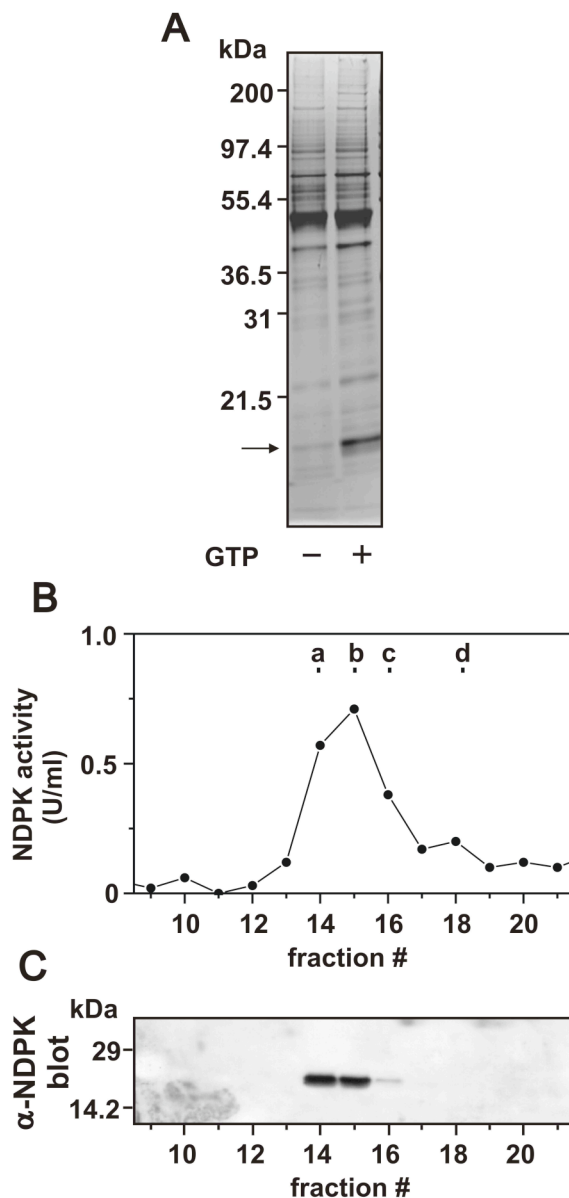 A
kDa
200
97.4
55.4
36.5
31
21.5
GTP − +
B
1.0
a b c d
0.5
0
NDPK activity
(U/ml)
10 12 14 16 18 20
fraction #
C
kDa
29
14.2
α-NDPK
blot
10 12 14 16 18 20
fraction #